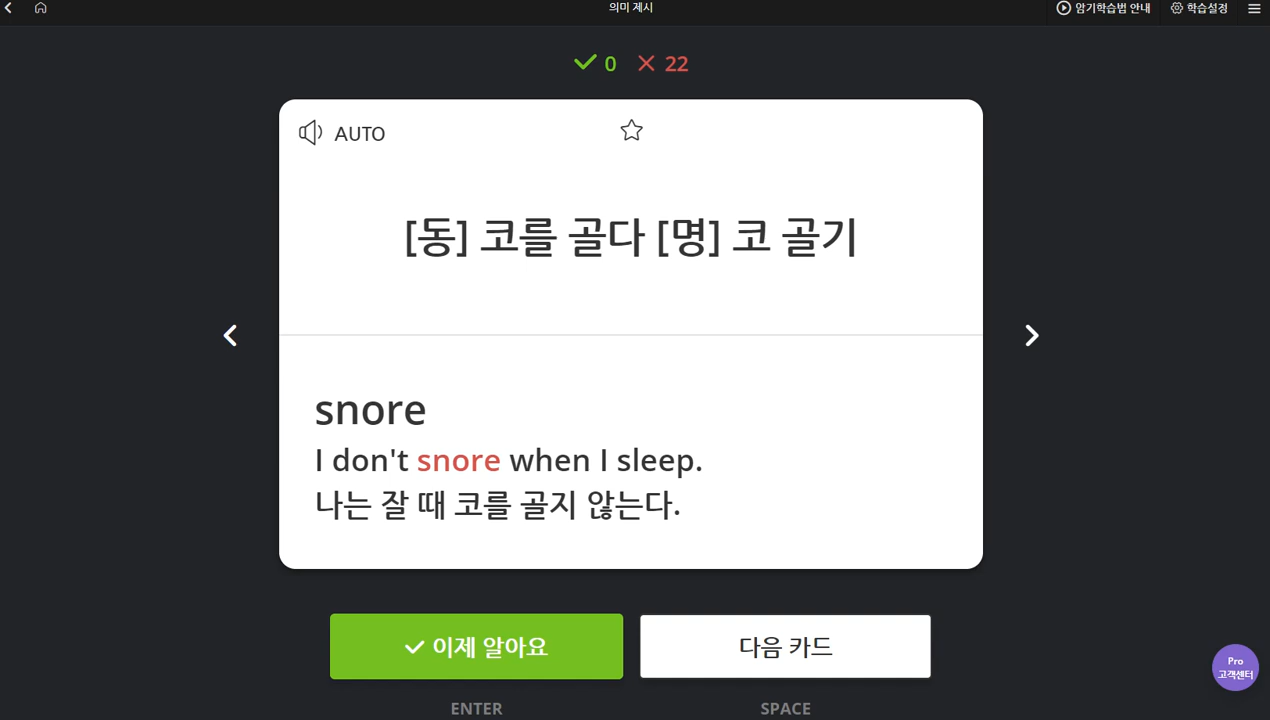 의미 제시
암기학습법 안내
학습설정
0
22
AUTO
[동] 코를 골다 [명] 코 골기
snore
I don't snore when I sleep.
나는 잘 때 코를 골지 않는다.
이제 알아요
다음 카드
ENTER
SPACE
Pro
고객센터